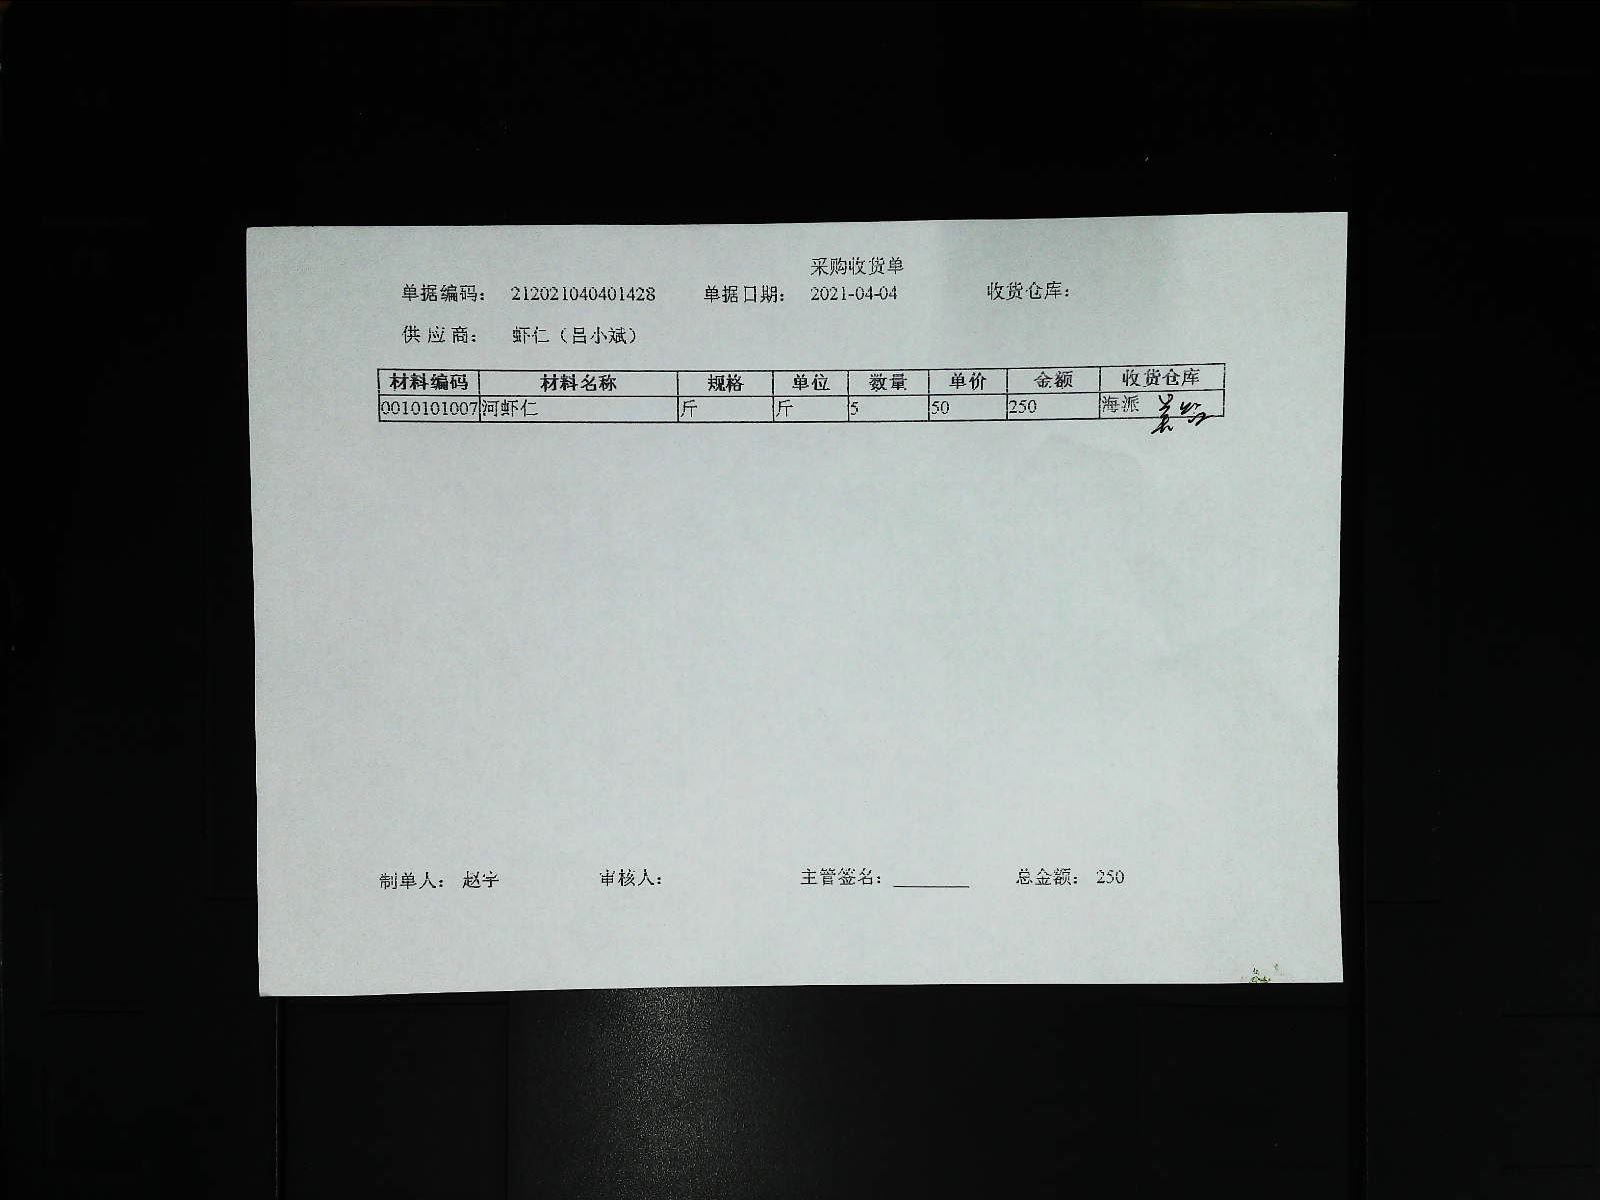 采购收货单
单据编码： 212021040401428 单据日期： 2021-04-04 收货仓库：
供 应 商： 虾仁（吕小斌）
材料编码 材料名称 规格 单位 数量 单价 金额 收货仓库
0010101007 河虾仁 斤 斤 5 50 250 海派
制单人： 赵宇 审核人： 主管签名： 总金额： 250